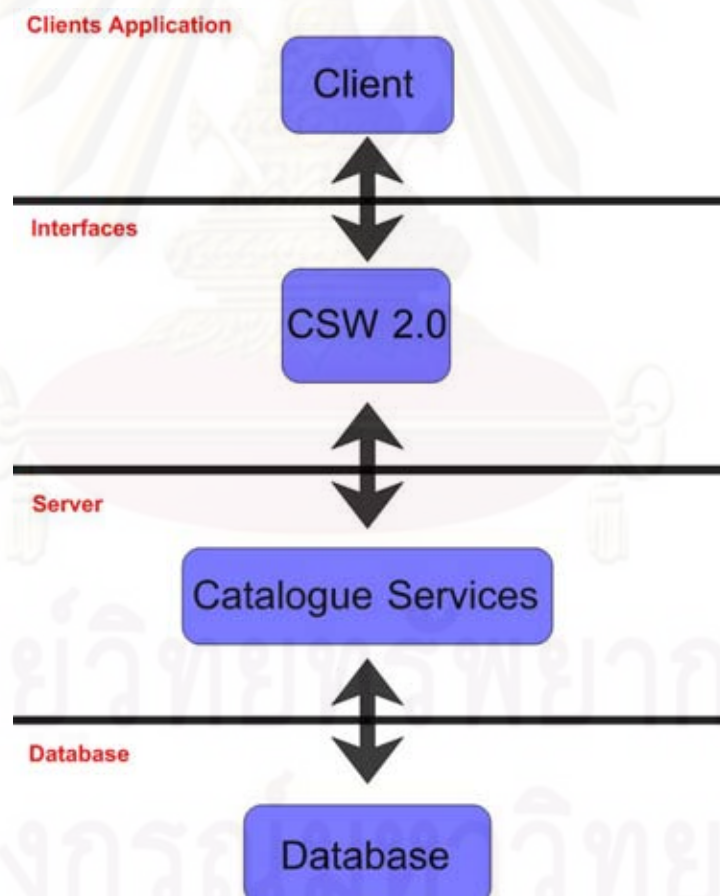 Clients Application
Client
Interfaces
CSW 2.0
Server
Catalogue Services
Database
Database